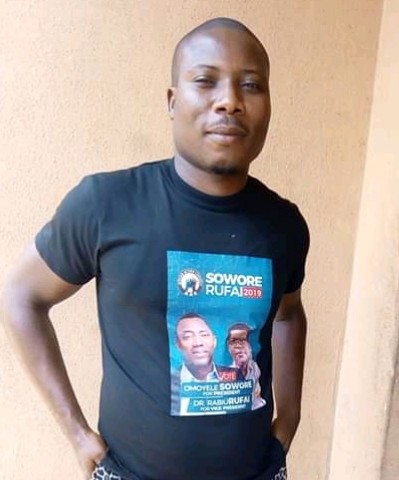 SOWORE
RUFAI 2019
VOTE
OMOYELE SOWORE
FOR PRESIDENT
DR. RABIU RUFAI
FOR VICE PRESIDENT